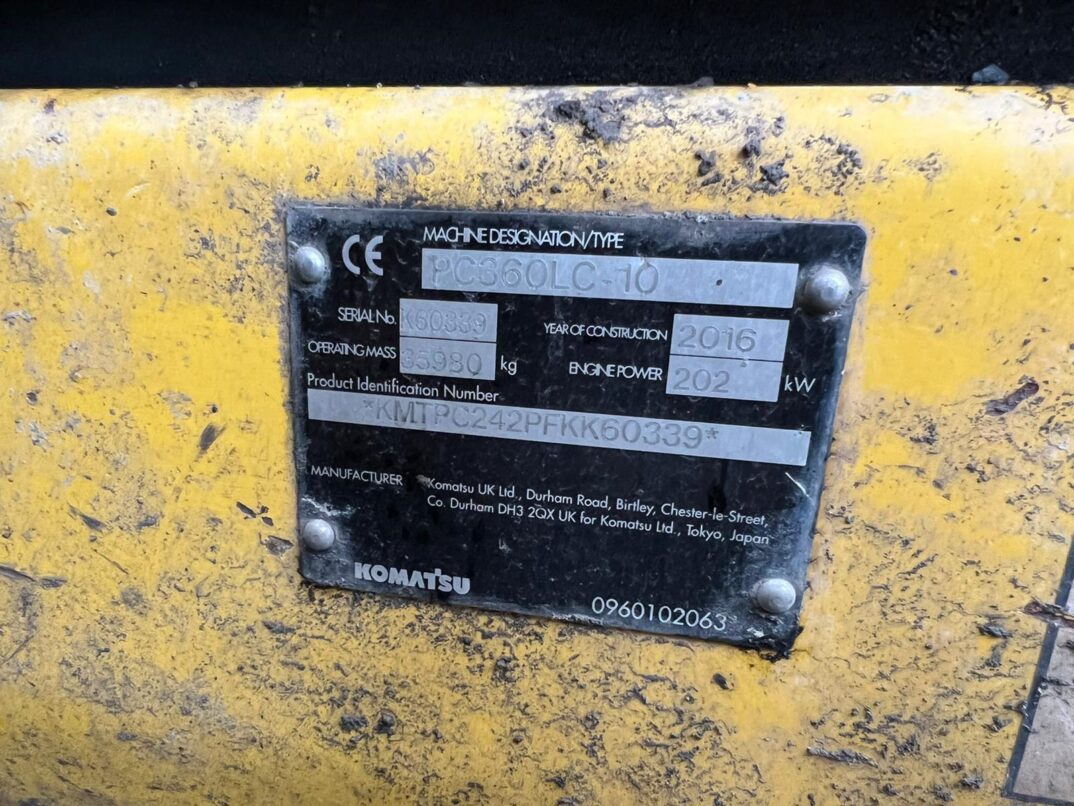 CE
MACHINE DESIGNATION/TYPE
PC360LC-10
SERIAL No. K60339
YEAR OF CONSTRUCTION 2016
OPERATING MASS 35980 kg
ENGINE POWER 202 kW
Product Identification Number
*KMTPC242PFKK60339*
MANUFACTURER Komatsu UK Ltd., Durham Road, Birtley, Chester-le-Street,
Co. Durham DH3 2QX UK for Komatsu Ltd., Tokyo, Japan
KOMATSU
0960102063